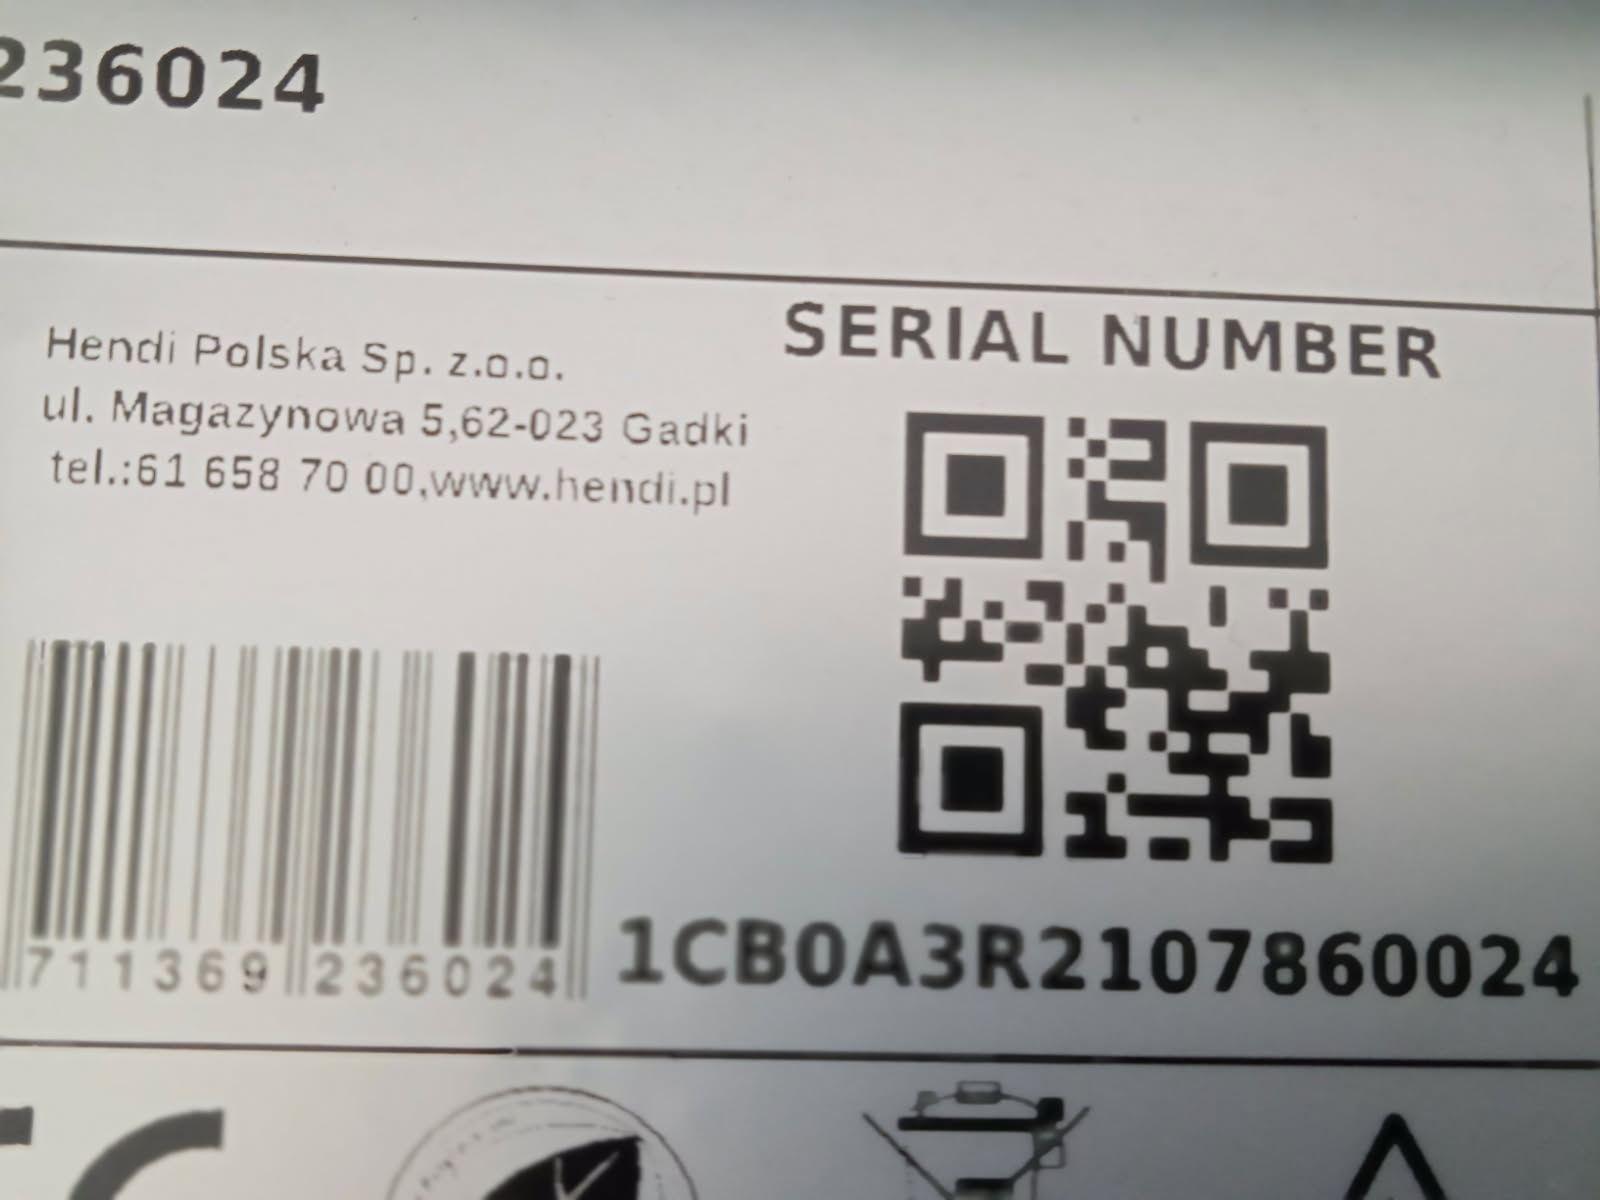 236024
Hendi Polska Sp. z.o.o.
ul. Magazynowa 5,62-023 Gadki
tel.:61 658 70 00,www.hendi.pl
SERIAL NUMBER
711369 236024
1CB0A3R2107860024